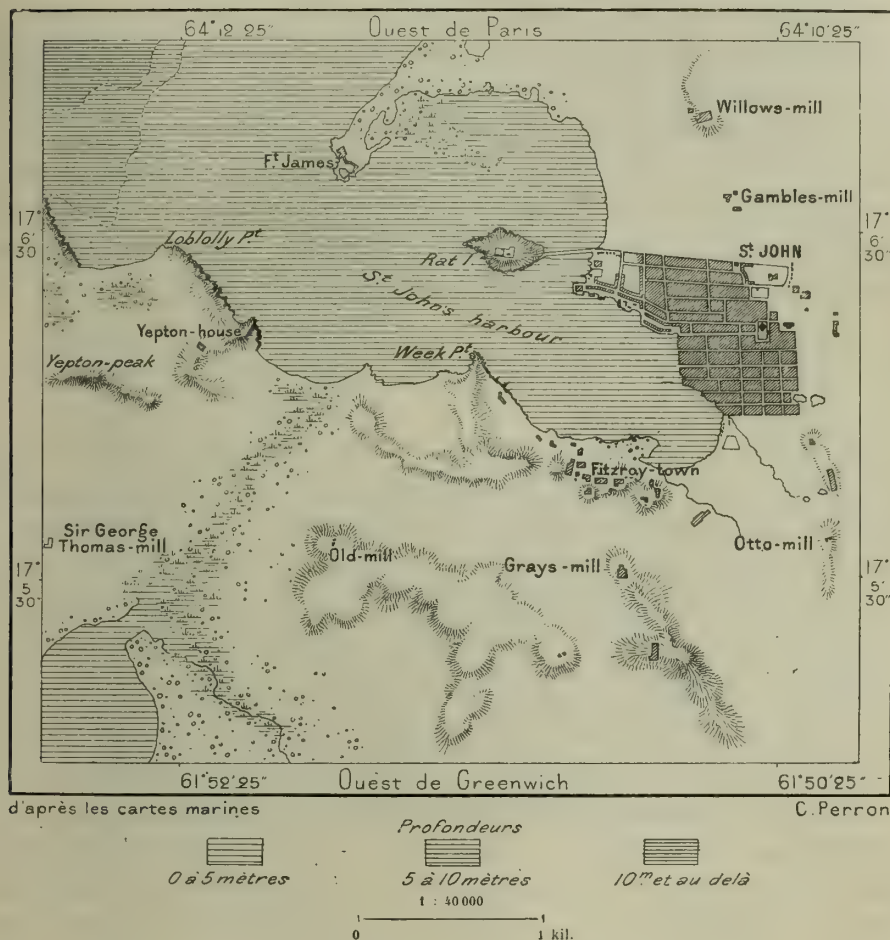 64°12'25" Ouest de Paris 64°10'25"
Willows-mill
Ft James
Gambles-mill
17°
6'
30"
17°
6'
30"
Loblolly Pt
St JOHN
Rat I.
St John's harbour
Yepton-house
Week Pt
Yepton-peak
Fitzray-town
Sir George
Thomas-mill
Old-mill
Grays-mill
Otto-mill
17°
5'
30"
17°
5'
30"
61°52'25" Ouest de Greenwich 61°50'25"
d'après les cartes marines C. Perron
Profondeurs
0 à 5 mètres 5 à 10 mètres 10m et au delà
1 : 40 000
0 1 kil.